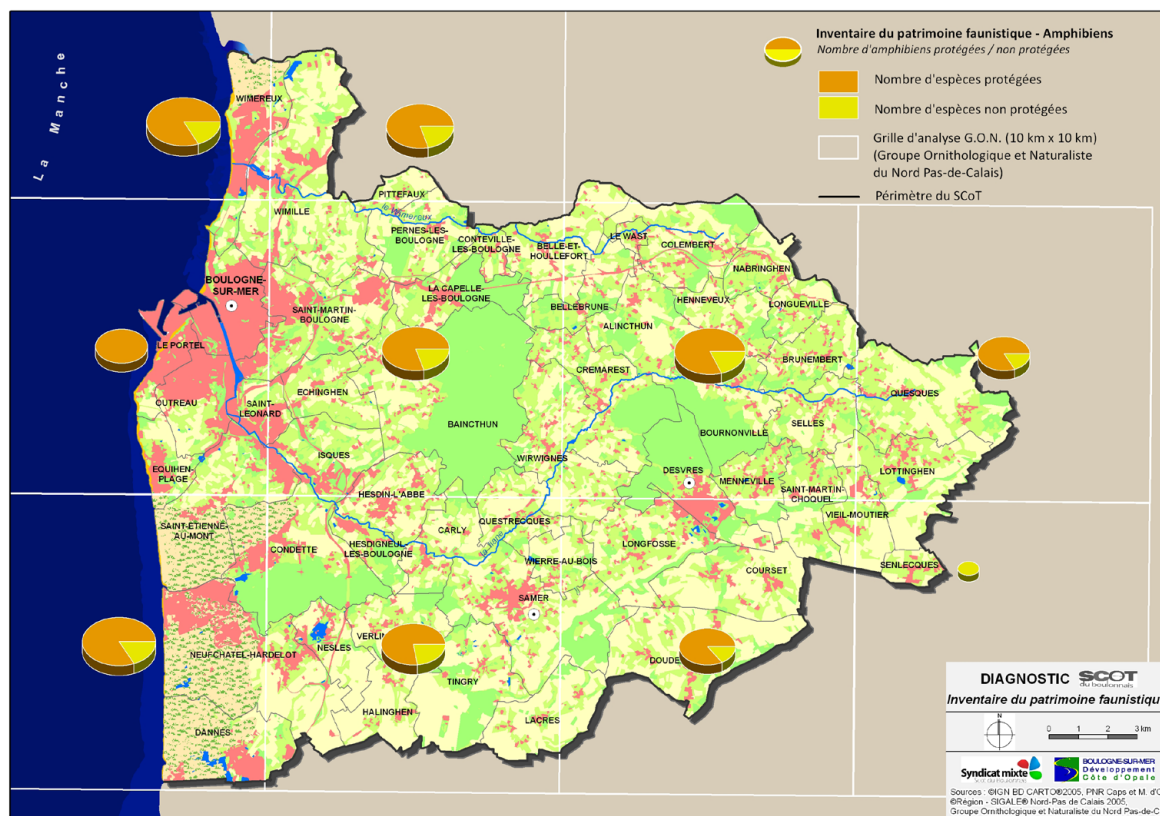 Inventaire du patrimoine faunistique - Amphibiens
Nombre d'amphibiens protégées / non protégées
Nombre d'espèces protégées
Nombre d'espèces non protégées
Grille d'analyse G.O.N. (10 km x 10 km)
(Groupe Ornithologique et Naturaliste
du Nord Pas-de-Calais)
Périmètre du SCoT
La Manche
WIMEREUX
PITTEFAUX
WIMILLE
le Wimereux
PERNES-LES-
BOULOGNE
CONTEVILLE-
LES-BOULOGNE
BELLE-ET-
HOULLEFORT
LE WAST
COLEMBERT
NABRINGHEN
BOULOGNE-
SUR-MER
LA CAPELLE-
LES-BOULOGNE
SAINT-MARTIN-
BOULOGNE
BELLEBRUNE
HENNEVEUX
LONGUEVILLE
ALINCTHUN
LE PORTEL
CREMAREST
BRUNEMBERT
OUTREAU
SAINT-
LEONARD
ECHINGHEN
QUESQUES
BAINCTHUN
BOURNONVILLE
SELLES
ISQUES
WIRWIGNES
EQUIHEN-
PLAGE
DESVRES
MENNEVILLE
LOTTINGHEN
HESDIN-L'ABBE
SAINT-MARTIN-
CHOQUEL
SAINT-ETIENNE-
AU-MONT
CARLY
QUESTRECQUES
VIEIL-MOUTIER
CONDETTE
HESDIGNEUL-
LES-BOULOGNE
la Liane
LONGFOSSE
WIERRE-AU-BOIS
COURSET
SENLECQUES
SAMER
NEUFCHATEL-HARDELOT
NESLES
VERLIN
DOUDE
TINGRY
HALINGHEN
LACRES
DANNES
DIAGNOSTIC SCOT
du boulonnais
Inventaire du patrimoine faunistiqu
N
0 1 2 3 km
Syndicat mixte
BOULOGNE-SUR-MER
Développement
Côte d'Opale
Sources : ©IGN BD CARTO®2005, PNR Caps et M. d'O
©Région - SIGALE® Nord-Pas de Calais 2005,
Groupe Ornithologique et Naturaliste du Nord Pas-de-C